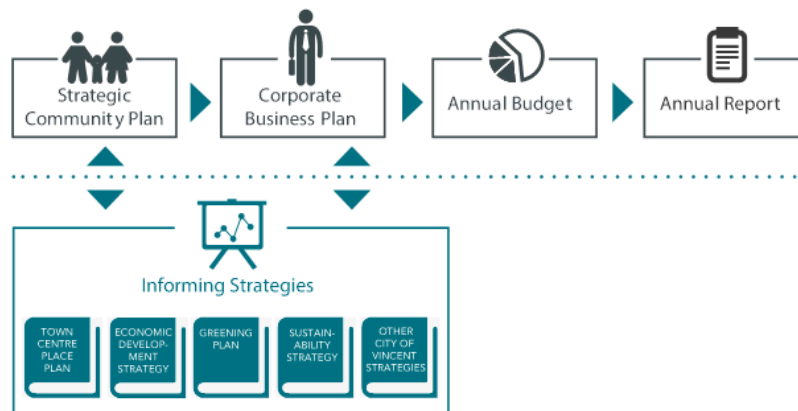 Strategic
Community Plan
Corporate
Business Plan
Annual Budget
Annual Report
Informing Strategies
TOWN
CENTRE
PLACE
PLAN
ECONOMIC
DEVELOP-
MENT
STRATEGY
GREENING
PLAN
SUSTAIN-
ABILITY
STRATEGY
OTHER
CITY OF
VINCENT
STRATEGIES